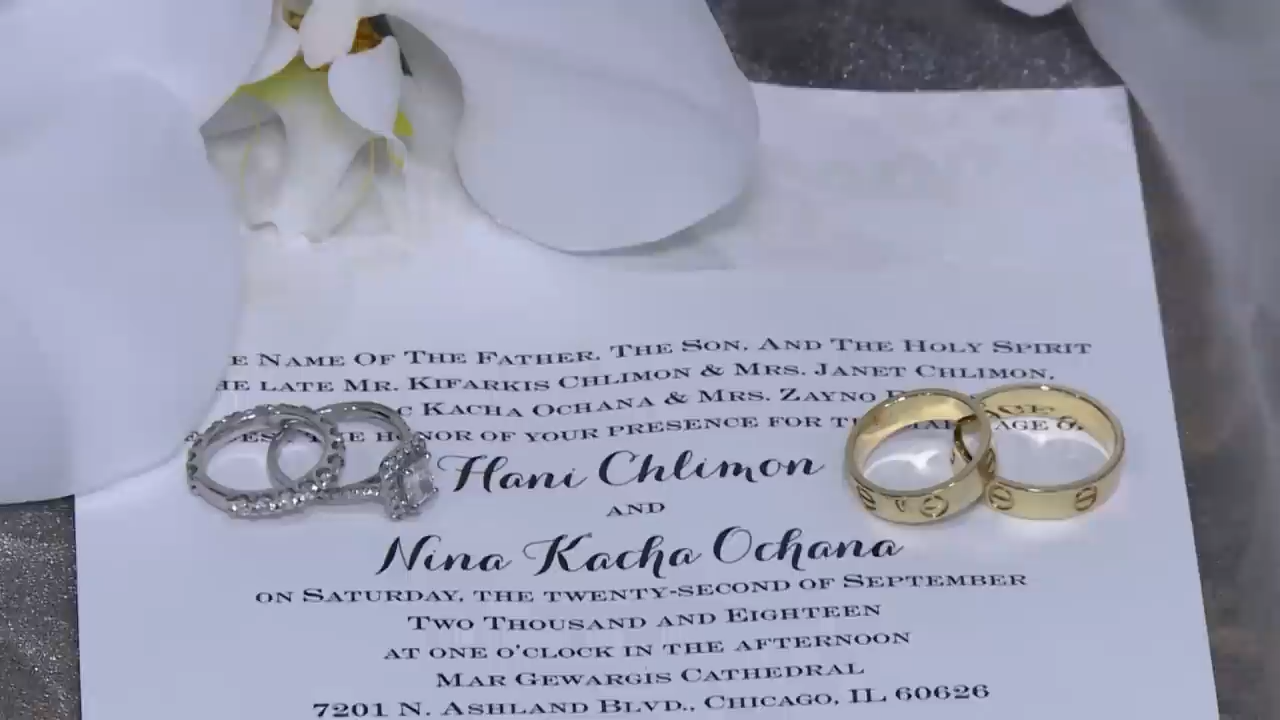 E NAME OF THE FATHER, THE SON, AND THE HOLY SPIRIT
HE LATE MR. KIFARKIS CHLIMON & MRS. JANET CHLIMON,
KACHA OCHANA & MRS. ZAYNO
HONOR OF YOUR PRESENCE FOR
Hani Chlimon
AND
Nina Kacha Ochana
ON SATURDAY, THE TWENTY-SECOND OF SEPTEMBER
TWO THOUSAND AND EIGHTEEN
AT ONE O'CLOCK IN THE AFTERNOON
MAR GEWARGIS CATHEDRAL
7201 N. ASHLAND BLVD., CHICAGO, IL 60626